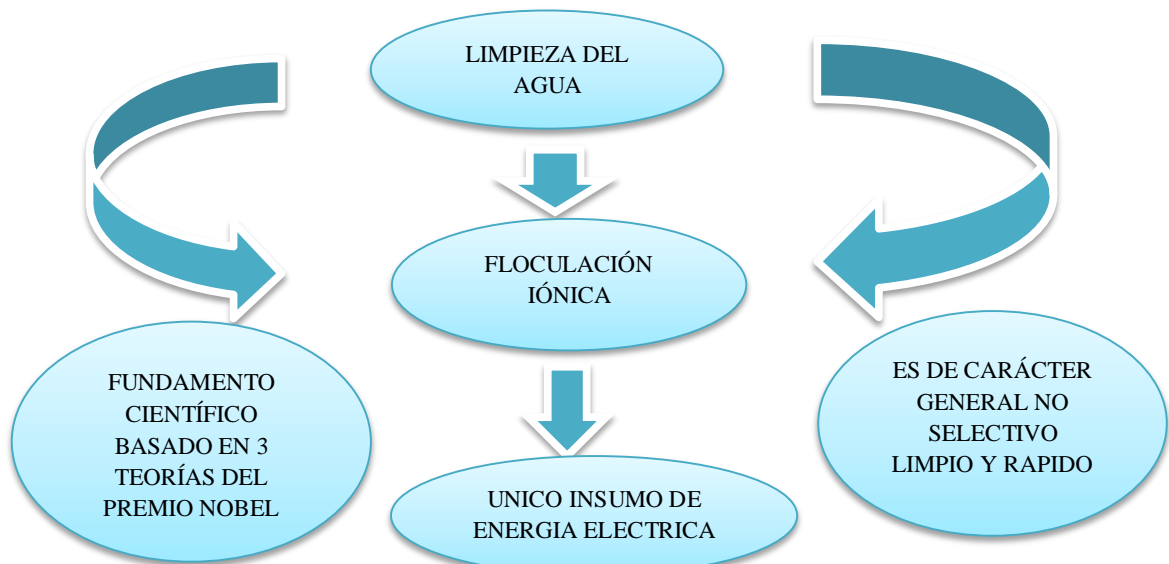 LIMPIEZA DEL
AGUA
FLOCULACIÓN
IÓNICA
FUNDAMENTO
CIENTÍFICO
BASADO EN 3
TEORÍAS DEL
PREMIO NOBEL
ES DE CARÁCTER
GENERAL NO
SELECTIVO
LIMPIO Y RAPIDO
UNICO INSUMO DE
ENERGIA ELECTRICA